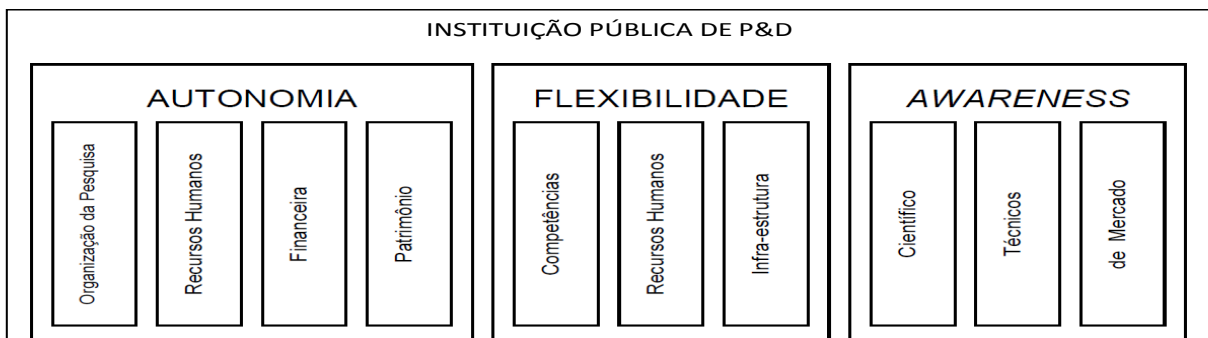 INSTITUIÇÃO PÚBLICA DE P&D
AUTONOMIA
Organização da Pesquisa
Recursos Humanos
Financeira
Patrimônio
FLEXIBILIDADE
Competências
Recursos Humanos
Infra-estrutura
AWARENESS
Científico
Técnicos
de Mercado